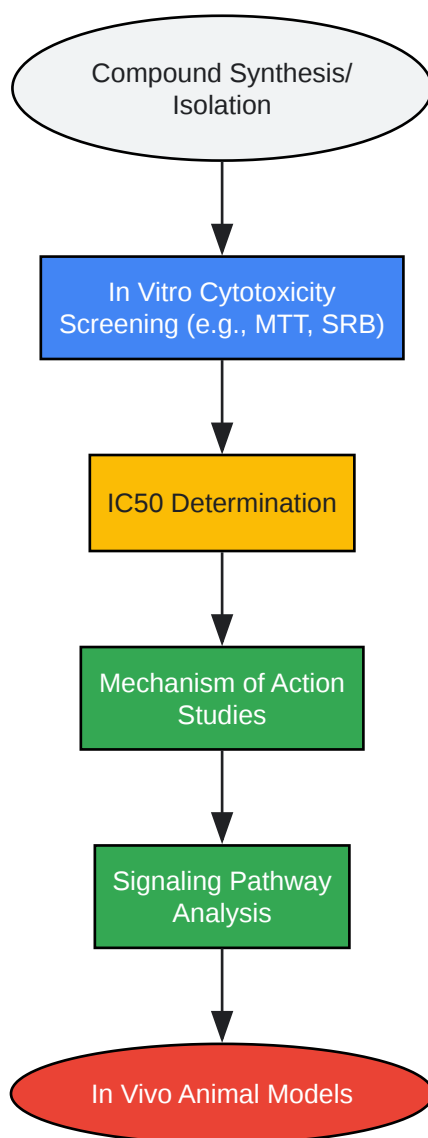 Compound Synthesis/
Isolation
In Vitro Cytotoxicity
Screening (e.g., MTT, SRB)
IC50 Determination
Mechanism of Action
Studies
Signaling Pathway
Analysis
In Vivo Animal Models